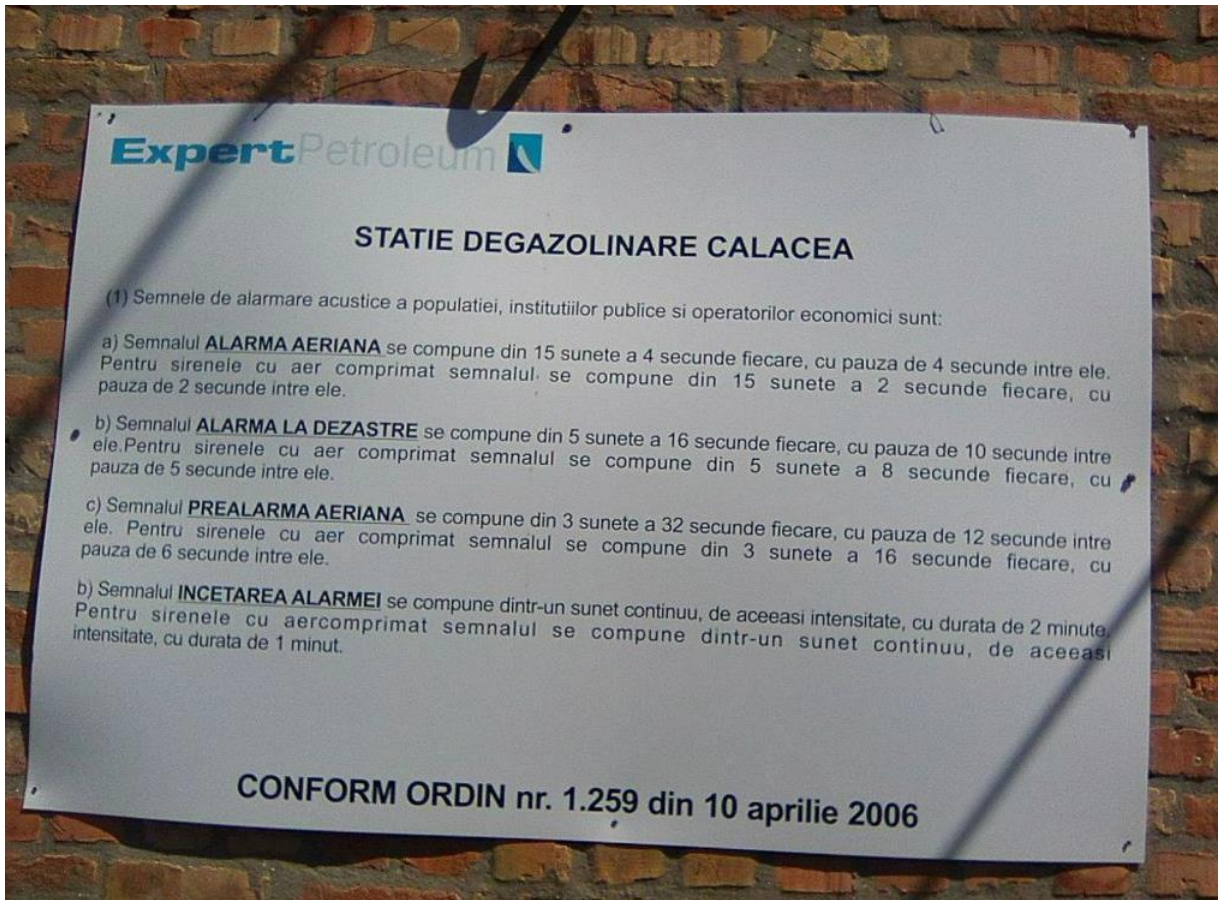 ExpertPetroleum
STATIE DEGAZOLINARE CALACEA
(1) Semnele de alarmare acustice a populatiei, institutiilor publice si operatorilor economici sunt:
a) Semnalul ALARMA AERIANA se compune din 15 sunete a 4 secunde fiecare, cu pauza de 4 secunde intre ele.
Pentru sirenele cu aer comprimat semnalul se compune din 15 sunete a 2 secunde fiecare, cu
pauza de 2 secunde intre ele.
b) Semnalul ALARMA LA DEZASTRE se compune din 5 sunete a 16 secunde fiecare, cu pauza de 10 secunde intre
ele.Pentru sirenele cu aer comprimat semnalul se compune din 5 sunete a 8 secunde fiecare, cu
pauza de 5 secunde intre ele.
c) Semnalul PREALARMA AERIANA se compune din 3 sunete a 32 secunde fiecare, cu pauza de 12 secunde intre
ele. Pentru sirenele cu aer comprimat semnalul se compune din 3 sunete a 16 secunde fiecare, cu
pauza de 6 secunde intre ele.
b) Semnalul INCETAREA ALARMEI se compune dintr-un sunet continuu, de aceeasi intensitate, cu durata de 2 minute.
Pentru sirenele cu aercomprimat semnalul se compune dintr-un sunet continuu, de aceeasi
intensitate, cu durata de 1 minut.
CONFORM ORDIN nr. 1.259 din 10 aprilie 2006